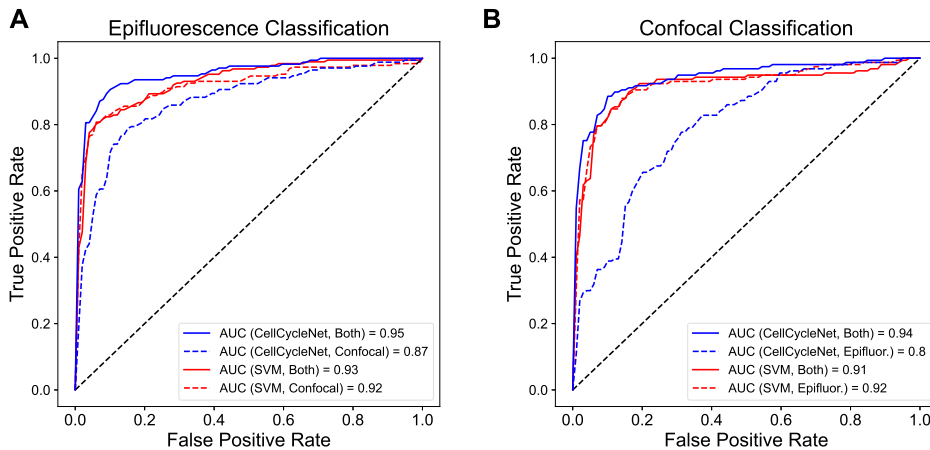 A
Epifluorescence Classification
1.0
0.8
0.6
0.4
0.2
0.0
True Positive Rate
AUC (CellCycleNet, Both) = 0.95
AUC (CellCycleNet, Confocal) = 0.87
AUC (SVM, Both) = 0.93
AUC (SVM, Confocal) = 0.92
0.0 0.2 0.4 0.6 0.8 1.0
False Positive Rate
B
Confocal Classification
1.0
0.8
0.6
0.4
0.2
0.0
True Positive Rate
AUC (CellCycleNet, Both) = 0.94
AUC (CellCycleNet, Epifluor.) = 0.8
AUC (SVM, Both) = 0.91
AUC (SVM, Epifluor.) = 0.92
0.0 0.2 0.4 0.6 0.8 1.0
False Positive Rate